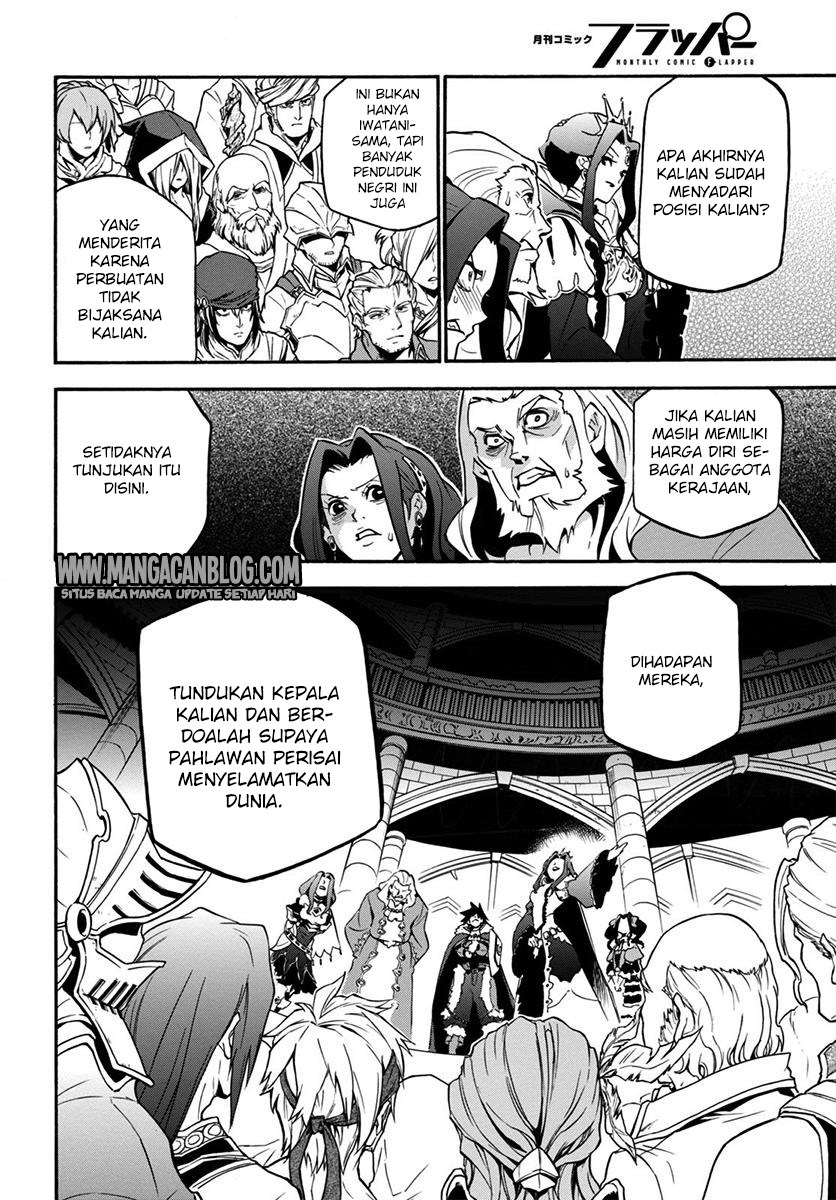 月刊コミック フラッパー
MONTHLY COMIC FLAPPER
APA AKHIRNYA
KALIAN SUDAH
MENYADARI
POSISI KALIAN?
INI BUKAN
HANYA
IWATANI-
SAMA, TAPI
BANYAK
PENDUDUK
NEGRI INI
JUGA
YANG
MENDERITA
KARENA
PERBUATAN
TIDAK
BIJAKSANA
KALIAN.
JIKA KALIAN
MASIH MEMILIKI
HARGA DIRI SE-
BAGAI ANGGOTA
KERAJAAN,
SETIDAKNYA
TUNJUKAN ITU
DISINI.
WWW.MANGACANBLOG.COM
SITUS BACA MANGA UPDATE SETIAP HARI
DIHADAPAN
MEREKA,
TUNDUKAN KEPALA
KALIAN DAN BER-
DOALAH SUPAYA
PAHLAWAN PERISAI
MENYELAMATKAN
DUNIA.